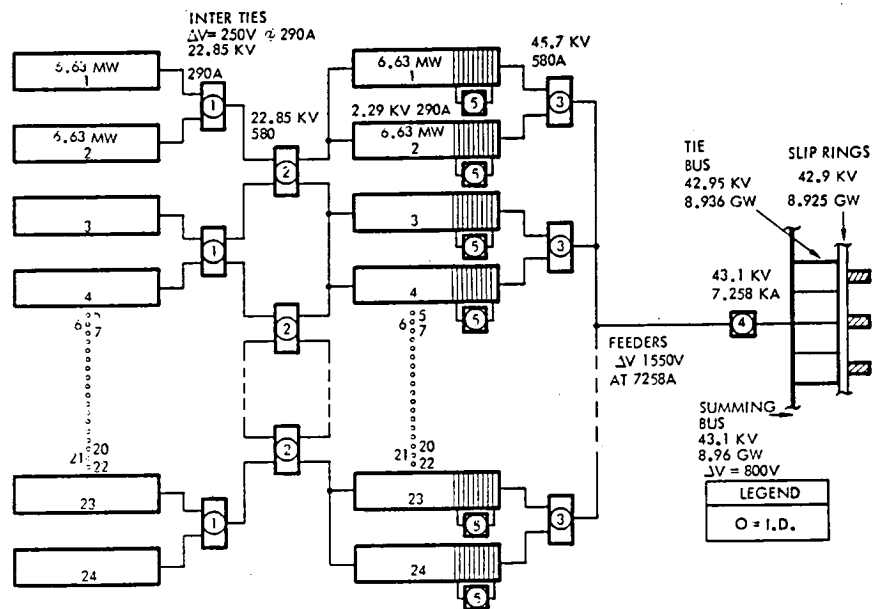 INTER TIES
ΔV= 250V @ 290A
22.85 KV
290A
6.63 MW
1
6.63 MW
2
3
4
5
6 7
20
21 22
23
24
1
1
1
22.85 KV
580
2
2
2
6.63 MW
1
5
2.29 KV 290A
6.63 MW
2
5
3
5
4
5
5
6 7
20
21 22
23
5
24
5
45.7 KV
580A
3
3
3
FEEDERS
ΔV 1550V
AT 7258A
43.1 KV
7.258 KA
4
TIE
BUS
42.95 KV
8.936 GW
SLIP RINGS
42.9 KV
8.925 GW
SUMMING
BUS
43.1 KV
8.96 GW
ΔV = 800V
LEGEND
O = I.D.